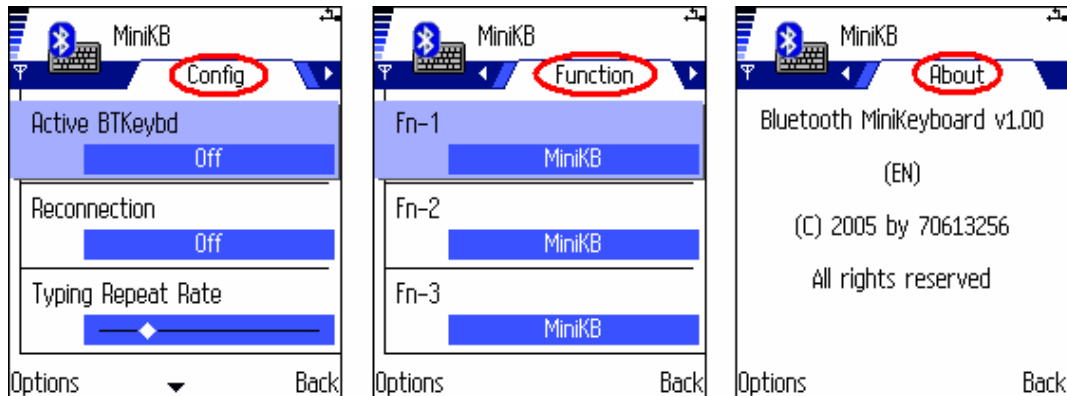 MiniKB
Config
Active BTKeybd
Off
Reconnection
Off
Typing Repeat Rate
Options
Back
MiniKB
Function
Fn-1
MiniKB
Fn-2
MiniKB
Fn-3
MiniKB
Options
Back
MiniKB
About
Bluetooth MiniKeyboard v1.00
(EN)
(C) 2005 by 70613256
All rights reserved
Options
Back